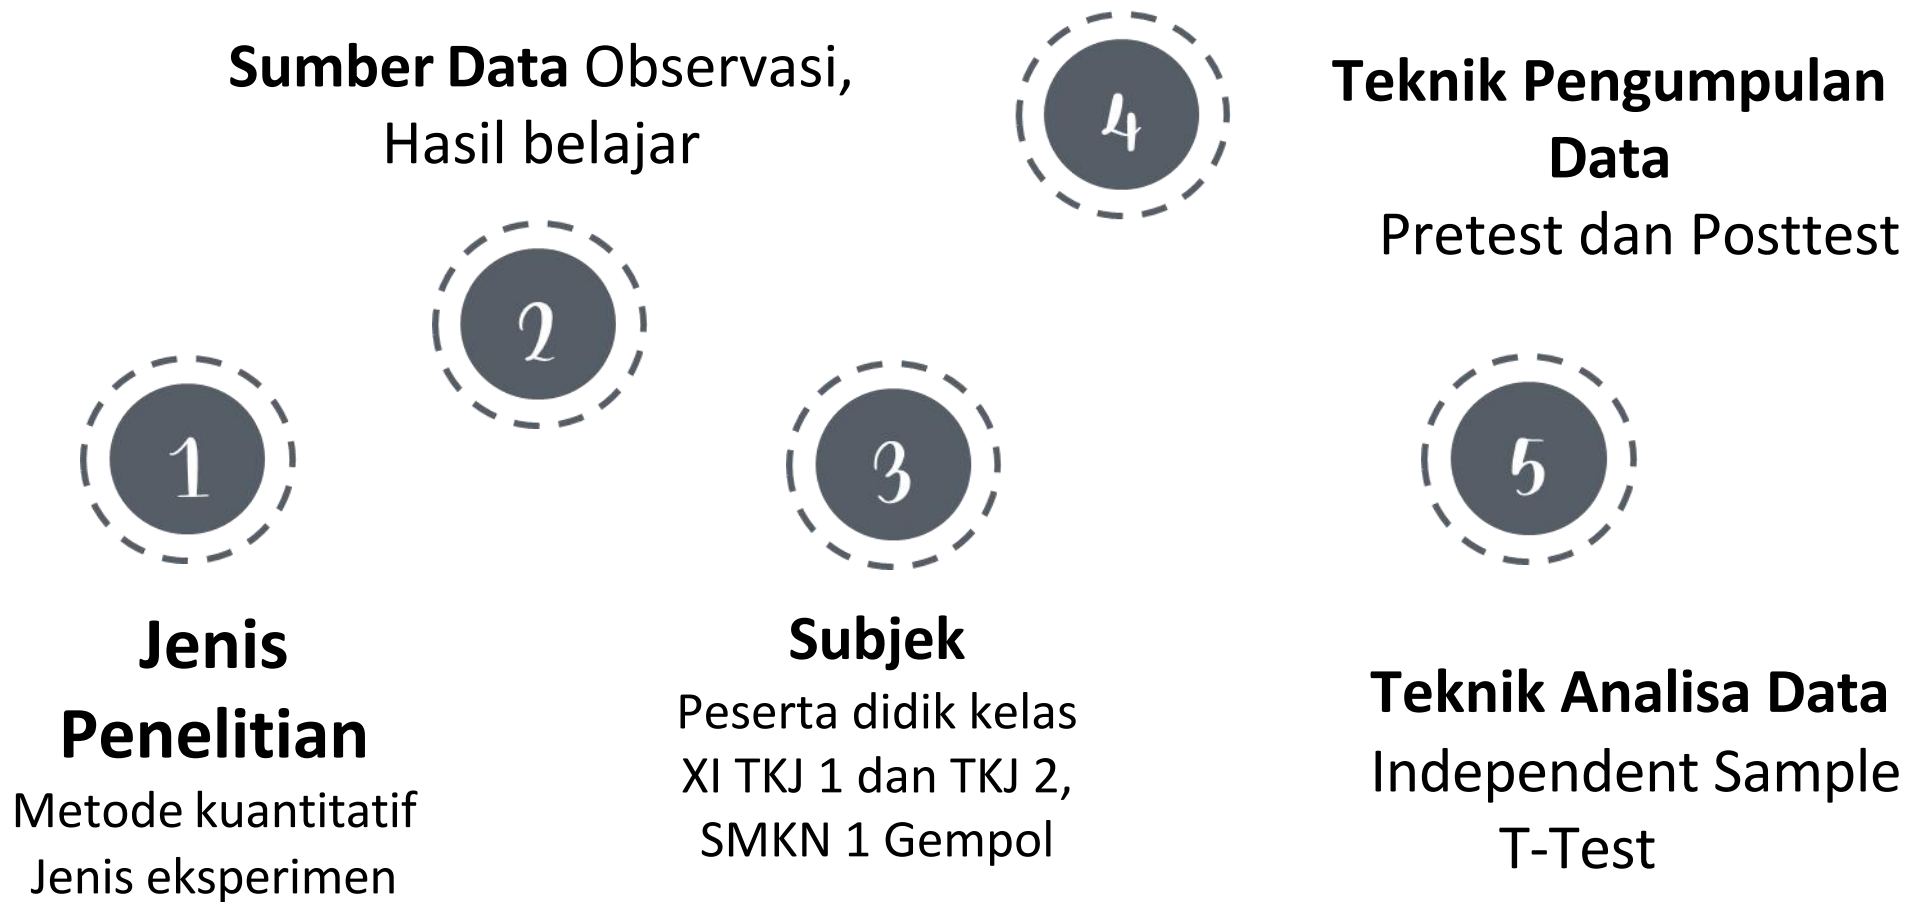 1
Jenis
Penelitian
Metode kuantitatif
Jenis eksperimen
Sumber Data Observasi,
Hasil belajar
2
3
Subjek
Peserta didik kelas
XI TKJ 1 dan TKJ 2,
SMKN 1 Gempol
4
Teknik Pengumpulan
Data
Pretest dan Posttest
5
Teknik Analisa Data
Independent Sample
T-Test